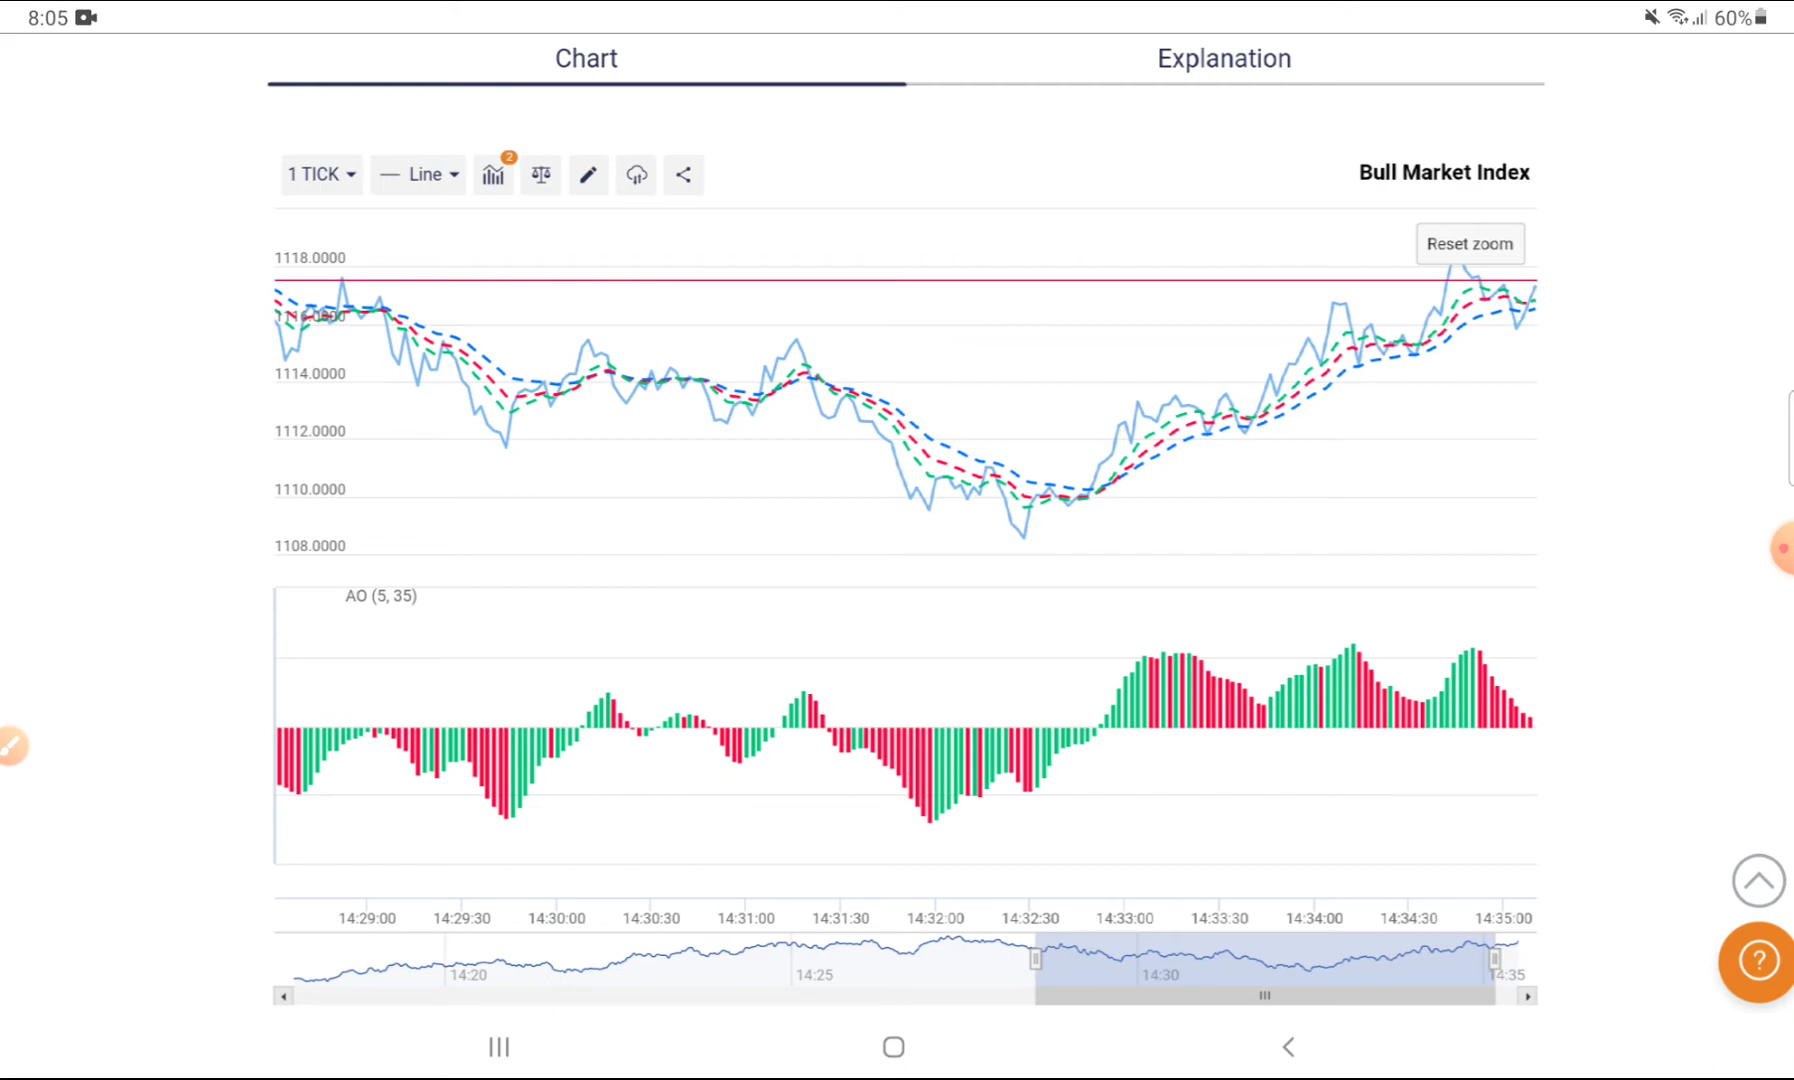 8:05
60%
Chart
Explanation
1 TICK
Line
2
Bull Market Index
Reset zoom
1118.0000
1116.0000
1114.0000
1112.0000
1110.0000
1108.0000
AO (5, 35)
14:29:00 14:29:30 14:30:00 14:30:30 14:31:00 14:31:30 14:32:00 14:32:30 14:33:00 14:33:30 14:34:00 14:34:30 14:35:00
14:20 14:25 14:30 14:35
?